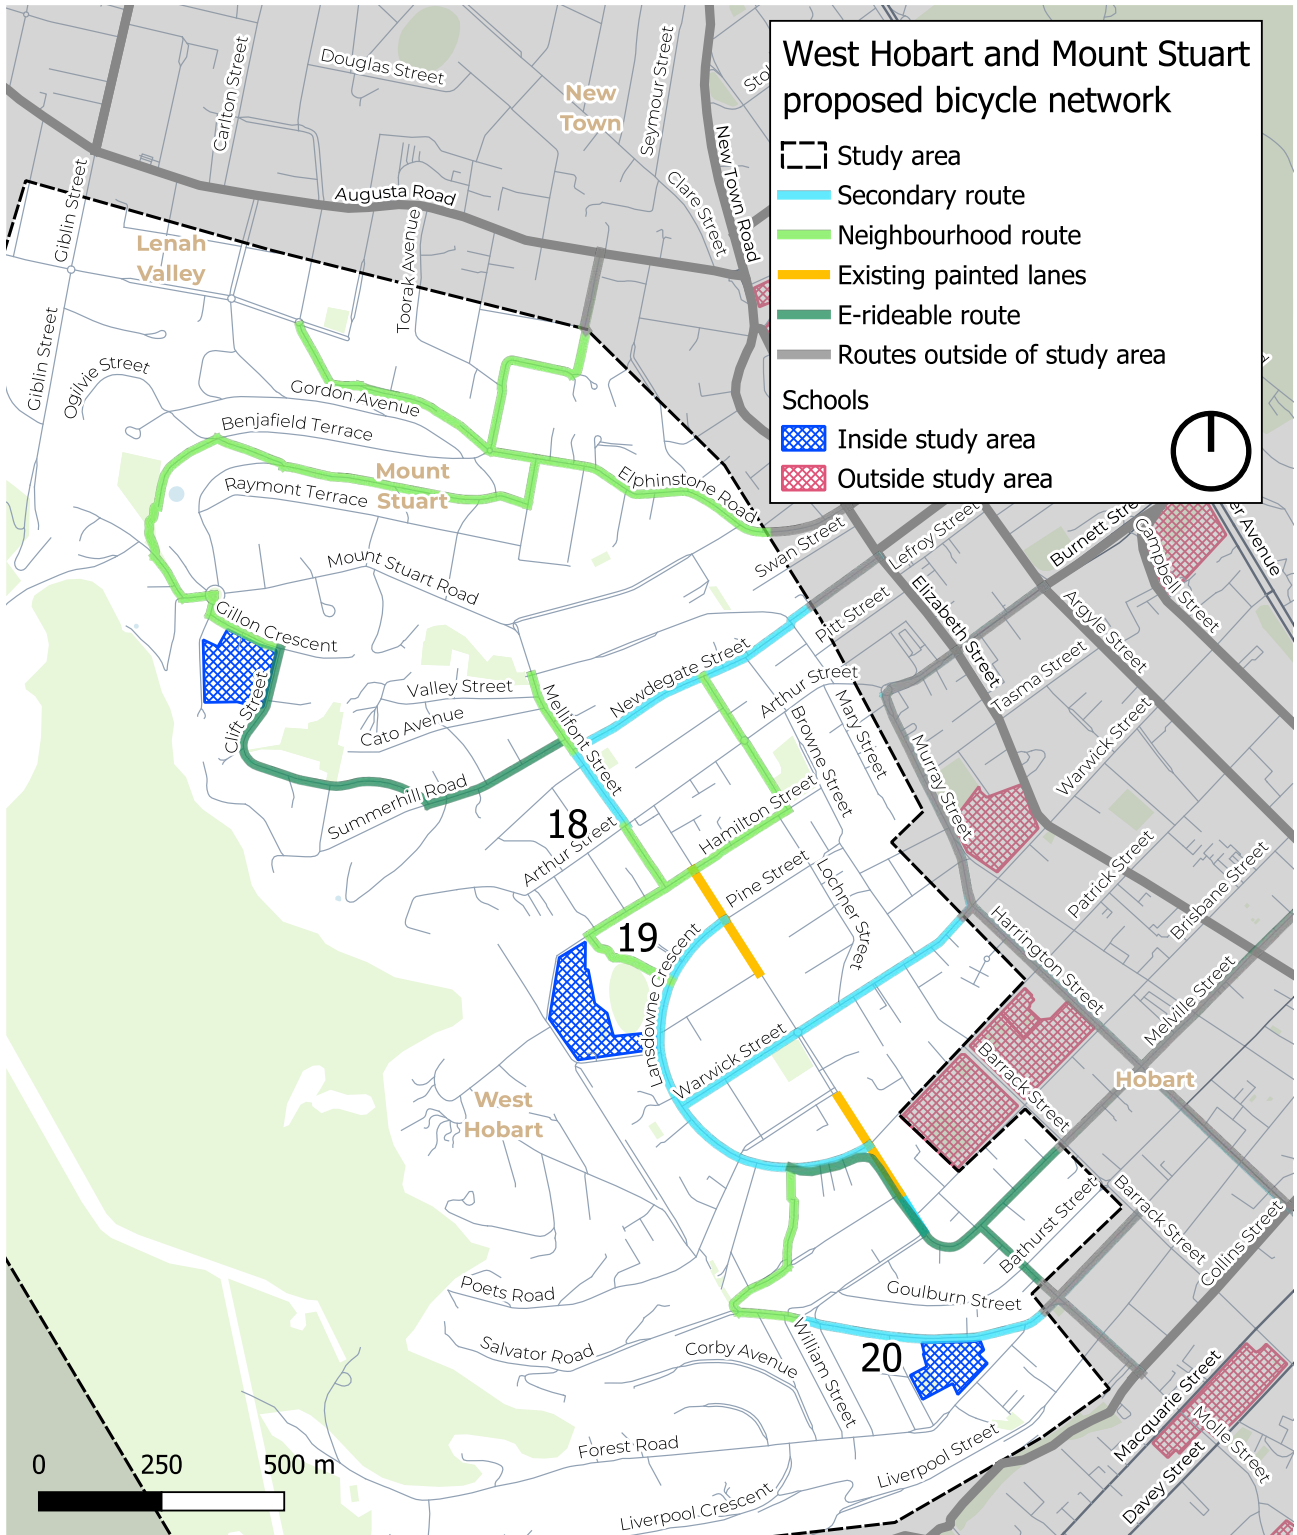 West Hobart and Mount Stuart
proposed bicycle network
Study area
Secondary route
Neighbourhood route
Existing painted lanes
E-rideable route
Routes outside of study area
Schools
Inside study area
Outside study area
Douglas Street
Carlton Street
New
Town
Seymour Street
Clare Street
New Town Road
Augusta Road
Giblin Street
Lenah
Valley
Toorak Avenue
Giblin Street
Ogilvie Street
Gordon Avenue
Benjafield Terrace
Mount
Stuart
Raymont Terrace
Elphinstone Road
Mount Stuart Road
Swan Street
Lefroy Street
Burnett Stre
Campbell Street
er Avenue
Pitt Street
Elizabeth Street
Argyle Street
Tasma Street
Warwick Street
Gillon Crescent
Clift Street
Valley Street
Cato Avenue
Mellifont Street
Newdegate Street
Arthur Street
Browne Street
Mary Street
Murray Street
Summerhill Road
18
Arthur Street
Hamilton Street
Pine Street
Lochner Street
Patrick Street
Brisbane Street
Harrington Street
Melville Street
19
Lansdowne Crescent
Warwick Street
Barrack Street
Hobart
West
Hobart
Barrack Street
Bathurst Street
Collins Street
Goulburn Street
Poets Road
Salvator Road
Corby Avenue
William Street
20
Forest Road
Liverpool Street
Liverpool Crescent
Macquarie Street
Molle Street
Davey Street
0 250 500 m